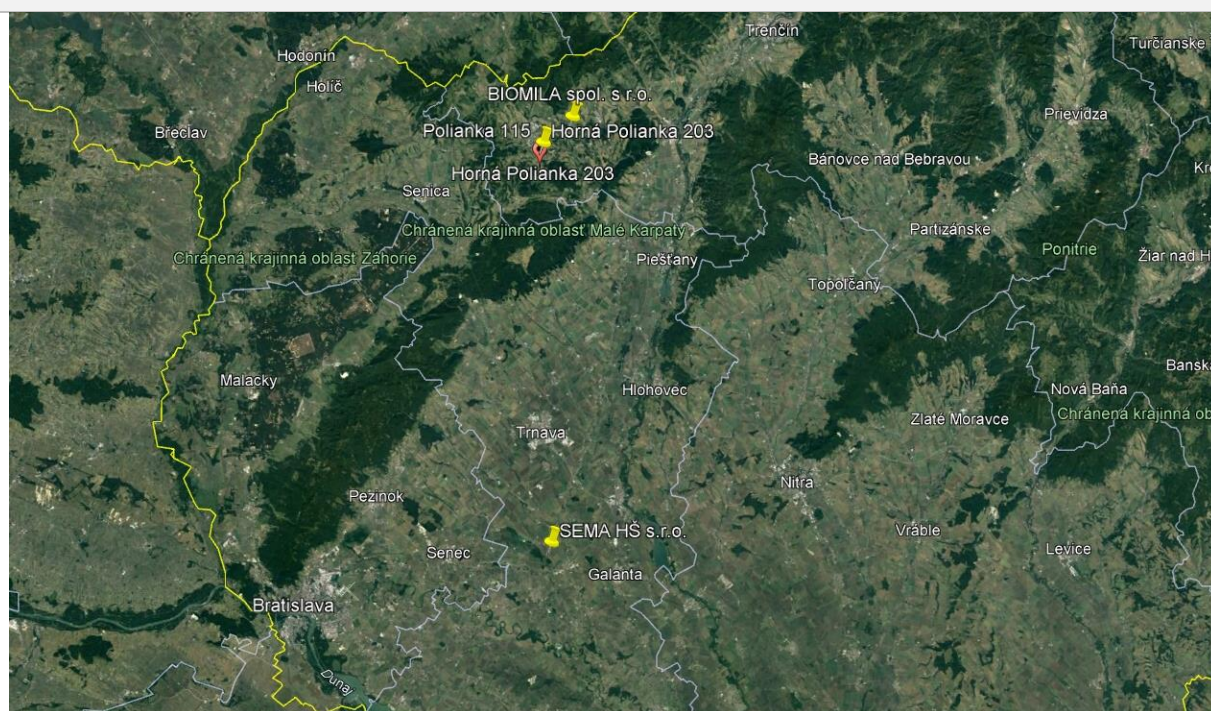 Trenčín
Turčianske
Hodonín
Holíč
BIOMILA spol. s r.o.
Břeclav
Polianka 115
Horná Polianka 203
Prievidza
Bánovce nad Bebravou
Horná Polianka 203
Senica
Chránená krajinná oblasť Malé Karpaty
Partizánske
Chránená krajinná oblasť Záhorie
Piešťany
Ponitrie
Žiar nad H
Topoľčany
Malacky
Hlohovec
Nová Baňa
Banská
Chránená krajinná ob
Zlaté Moravce
Trnava
Nitra
Pezinok
SEMA HŠ s.r.o.
Vráble
Senec
Levice
Galanta
Bratislava
Dunaj